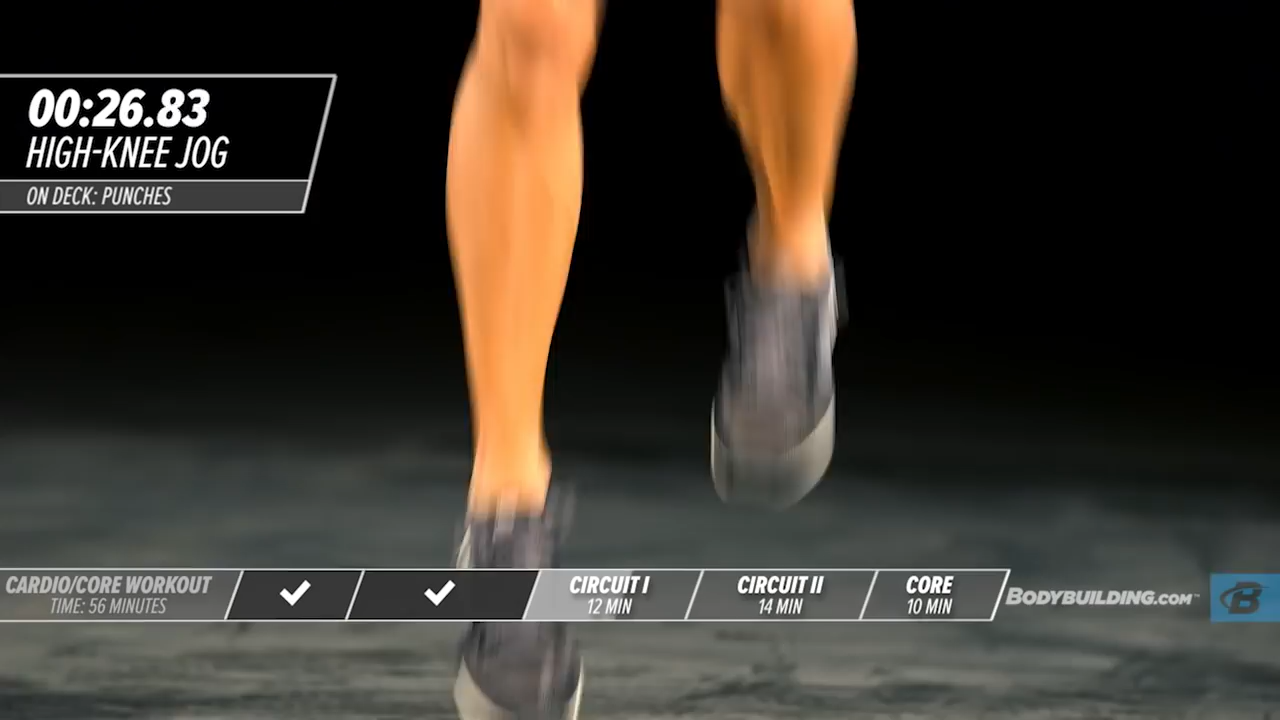 00:26.83
HIGH-KNEE JOG
ON DECK: PUNCHES
CARDIO/CORE WORKOUT
TIME: 56 MINUTES
CIRCUIT I
12 MIN
CIRCUIT II
14 MIN
CORE
10 MIN
BODYBUILDING.COM™
B